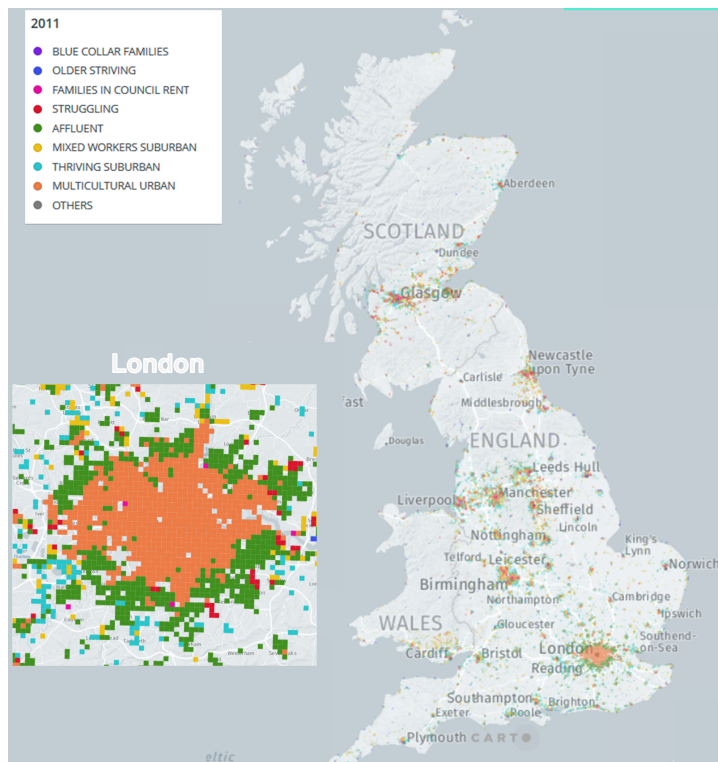 2011
BLUE COLLAR FAMILIES
OLDER STRIVING
FAMILIES IN COUNCIL RENT
STRUGGLING
AFFLUENT
MIXED WORKERS SUBURBAN
THRIVING SUBURBAN
MULTICULTURAL URBAN
OTHERS
Aberdeen
SCOTLAND
Dundee
Glasgow
London
Newcastle
upon Tyne
Carlisle
ast
Middlesbrough
Douglas
ENGLAND
Leeds Hull
Liverpool
Manchester
Sheffield
Lincoln
Nottingham
King's
Lynn
Telford
Leicester
Norwich
Birmingham
Northampton
Cambridge
Ipswich
WALES
Gloucester
Southend-
on-Sea
Cardiff
Bristol
London
Reading
Southampton
Brighton
Exeter
Poole
Plymouth
CARTO
eltic